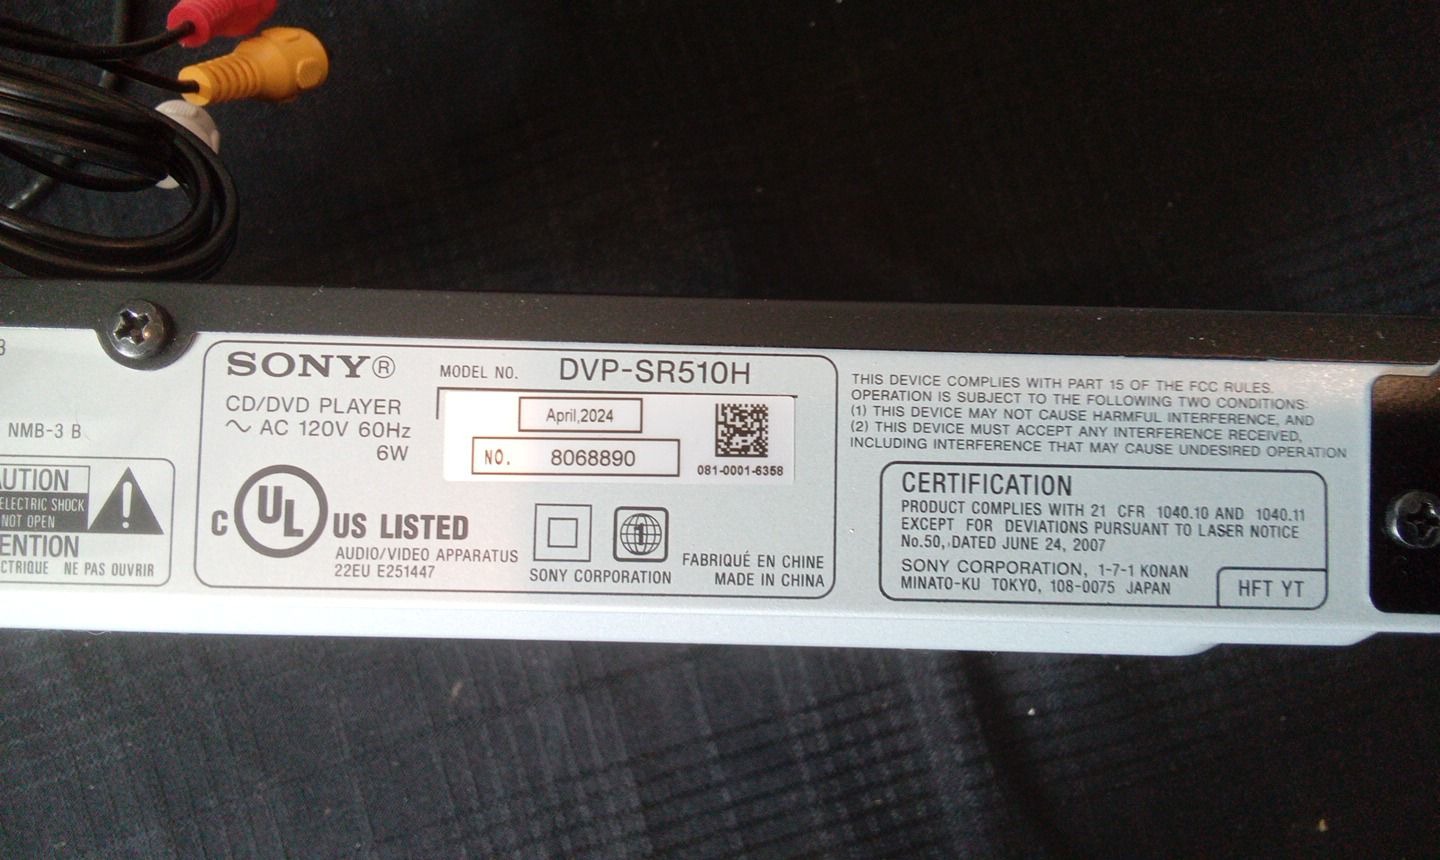 3
NMB-3 B
AUTION
ELECTRIC SHOCK
NOT OPEN
ENTION
CTRIQUE NE PAS OUVRIR
SONY®
MODEL NO. DVP-SR510H
CD/DVD PLAYER
~ AC 120V 60Hz
6W
April,2024
NO. 8068890
081-0001-6358
C UL US LISTED
AUDIO/VIDEO APPARATUS
22EU E251447
1
SONY CORPORATION
FABRIQUÉ EN CHINE
MADE IN CHINA
THIS DEVICE COMPLIES WITH PART 15 OF THE FCC RULES.
OPERATION IS SUBJECT TO THE FOLLOWING TWO CONDITIONS:
(1) THIS DEVICE MAY NOT CAUSE HARMFUL INTERFERENCE, AND
(2) THIS DEVICE MUST ACCEPT ANY INTERFERENCE RECEIVED,
INCLUDING INTERFERENCE THAT MAY CAUSE UNDESIRED OPERATION
CERTIFICATION
PRODUCT COMPLIES WITH 21 CFR 1040.10 AND 1040.11
EXCEPT FOR DEVIATIONS PURSUANT TO LASER NOTICE
No.50, DATED JUNE 24, 2007
SONY CORPORATION, 1-7-1 KONAN
MINATO-KU TOKYO, 108-0075 JAPAN
HFT YT